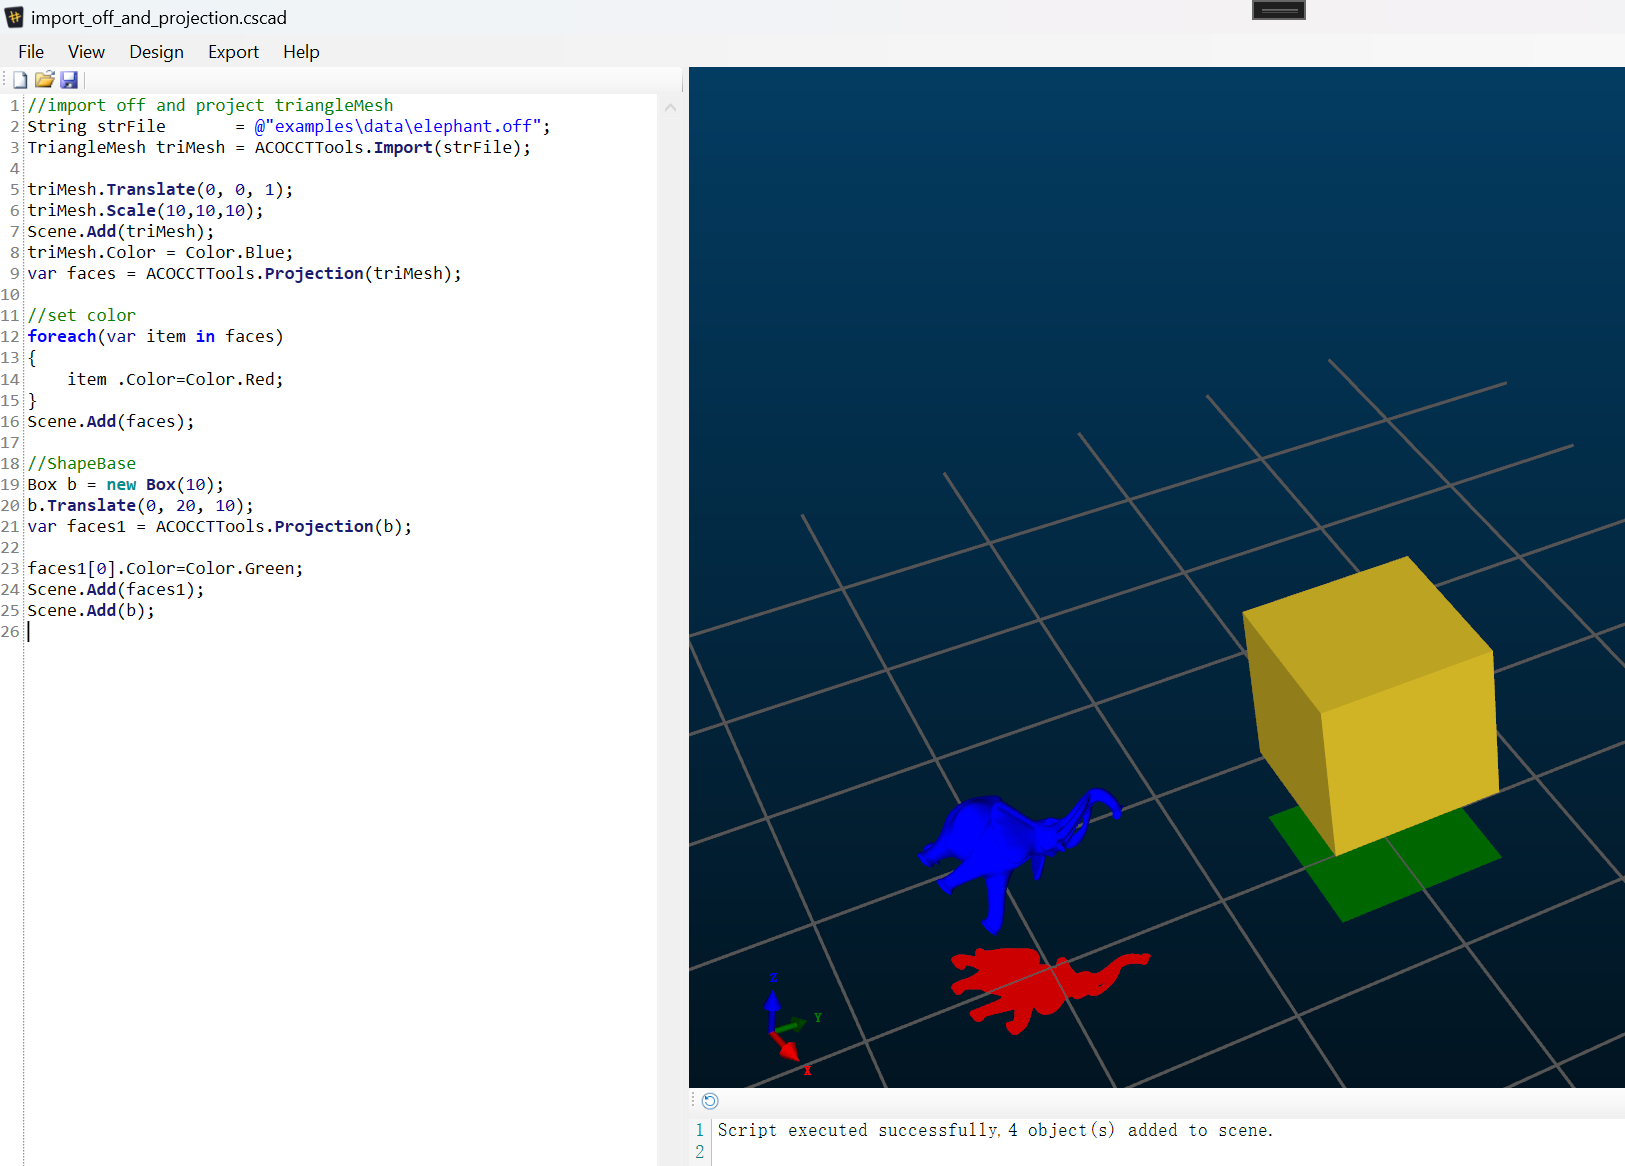 import_off_and_projection.cscad
File View Design Export Help
1 //import off and project triangleMesh
2 String strFile       = @"examples\data\elephant.off";
3 TriangleMesh triMesh = ACOCCTTools.Import(strFile);
4
5 triMesh.Translate(0, 0, 1);
6 triMesh.Scale(10,10,10);
7 Scene.Add(triMesh);
8 triMesh.Color = Color.Blue;
9 var faces = ACOCCTTools.Projection(triMesh);
10
11 //set color
12 foreach(var item in faces)
13 {
14     item .Color=Color.Red;
15 }
16 Scene.Add(faces);
17
18 //ShapeBase
19 Box b = new Box(10);
20 b.Translate(0, 20, 10);
21 var faces1 = ACOCCTTools.Projection(b);
22
23 faces1[0].Color=Color.Green;
24 Scene.Add(faces1);
25 Scene.Add(b);
26
Z
Y
X
1 Script executed successfully, 4 object(s) added to scene.
2